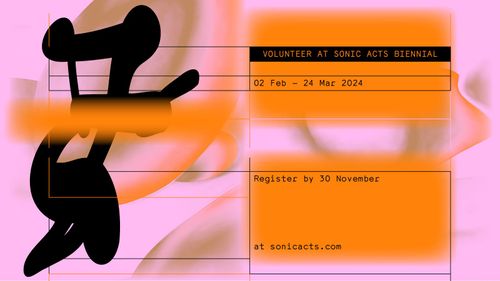 VOLUNTEER AT SONIC ACTS BIENNIAL
02 Feb – 24 Mar 2024
Register by 30 November
at sonicacts.com